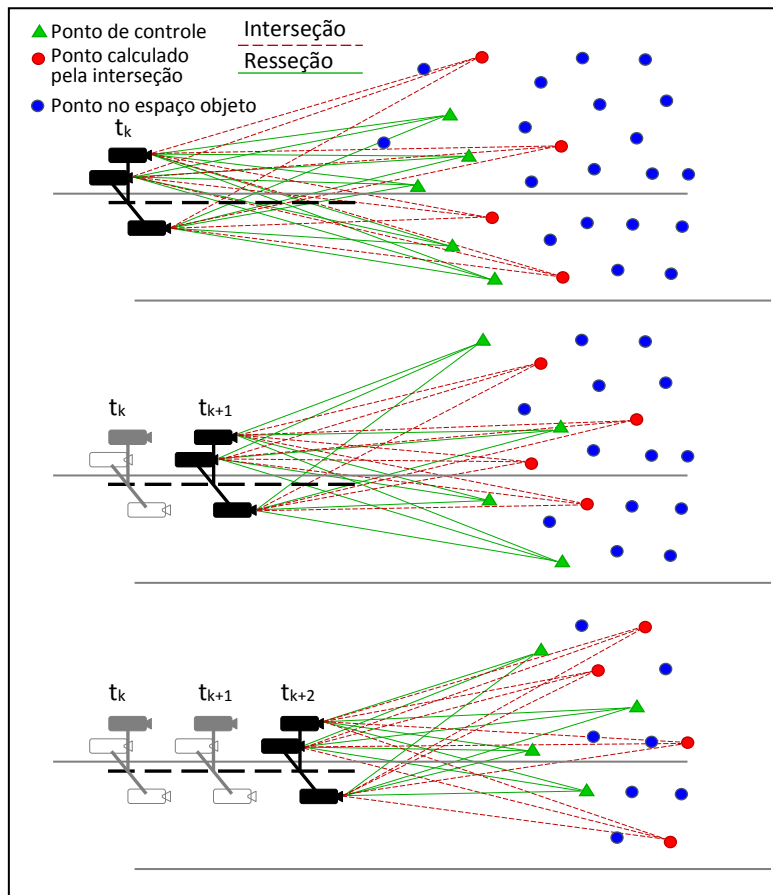 Ponto de controle
Ponto calculado
pela interseção
Ponto no espaço objeto
Interseção
Resseção
tk
tk tk+1
tk tk+1 tk+2